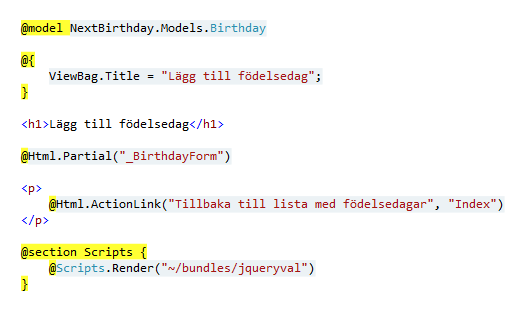 @model NextBirthday.Models.Birthday
@{
ViewBag.Title = "Lägg till födelsedag";
}
<h1>Lägg till födelsedag</h1>
@Html.Partial("_BirthdayForm")
<p>
@Html.ActionLink("Tillbaka till lista med födelsedagar", "Index")
</p>
@section Scripts {
@Scripts.Render("~/bundles/jqueryval")
}